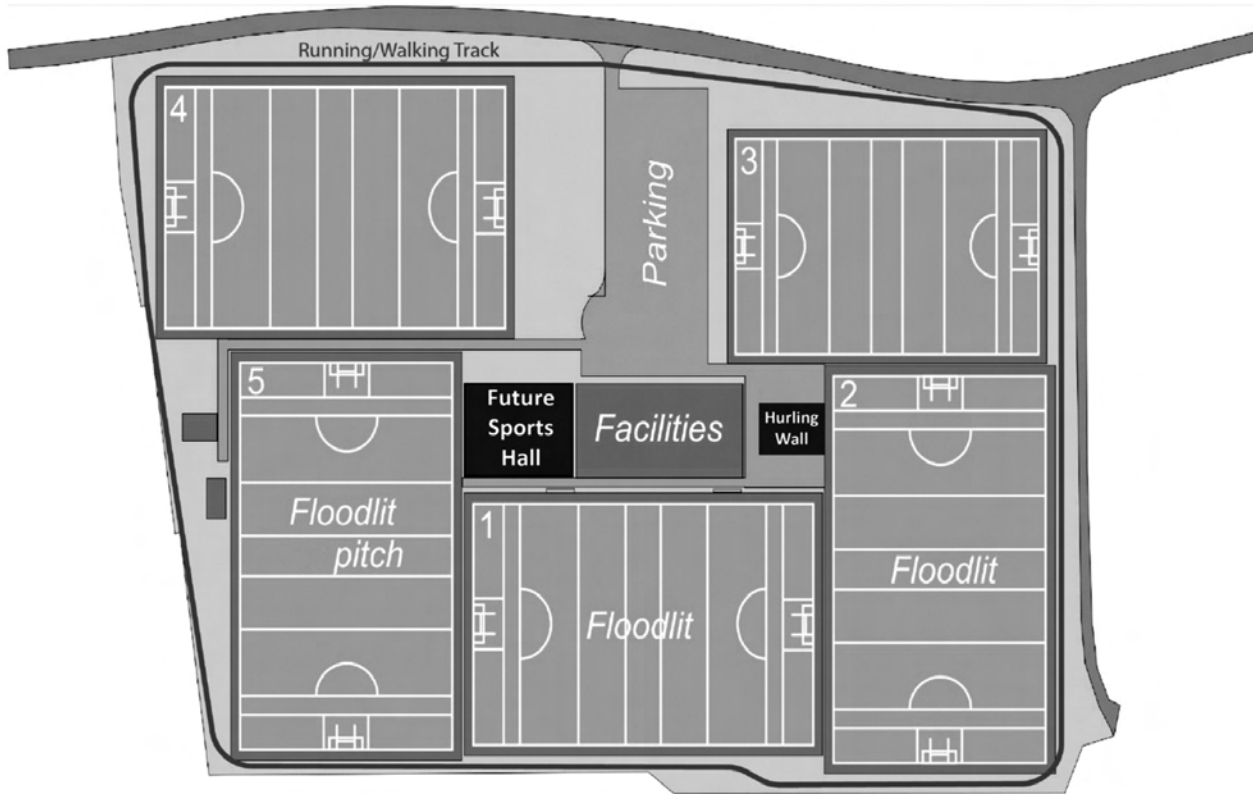 Running/Walking Track
4
3
Parking
5
Future
Sports
Hall
Facilities
Hurling
Wall
2
Floodlit
pitch
1
Floodlit
Floodlit